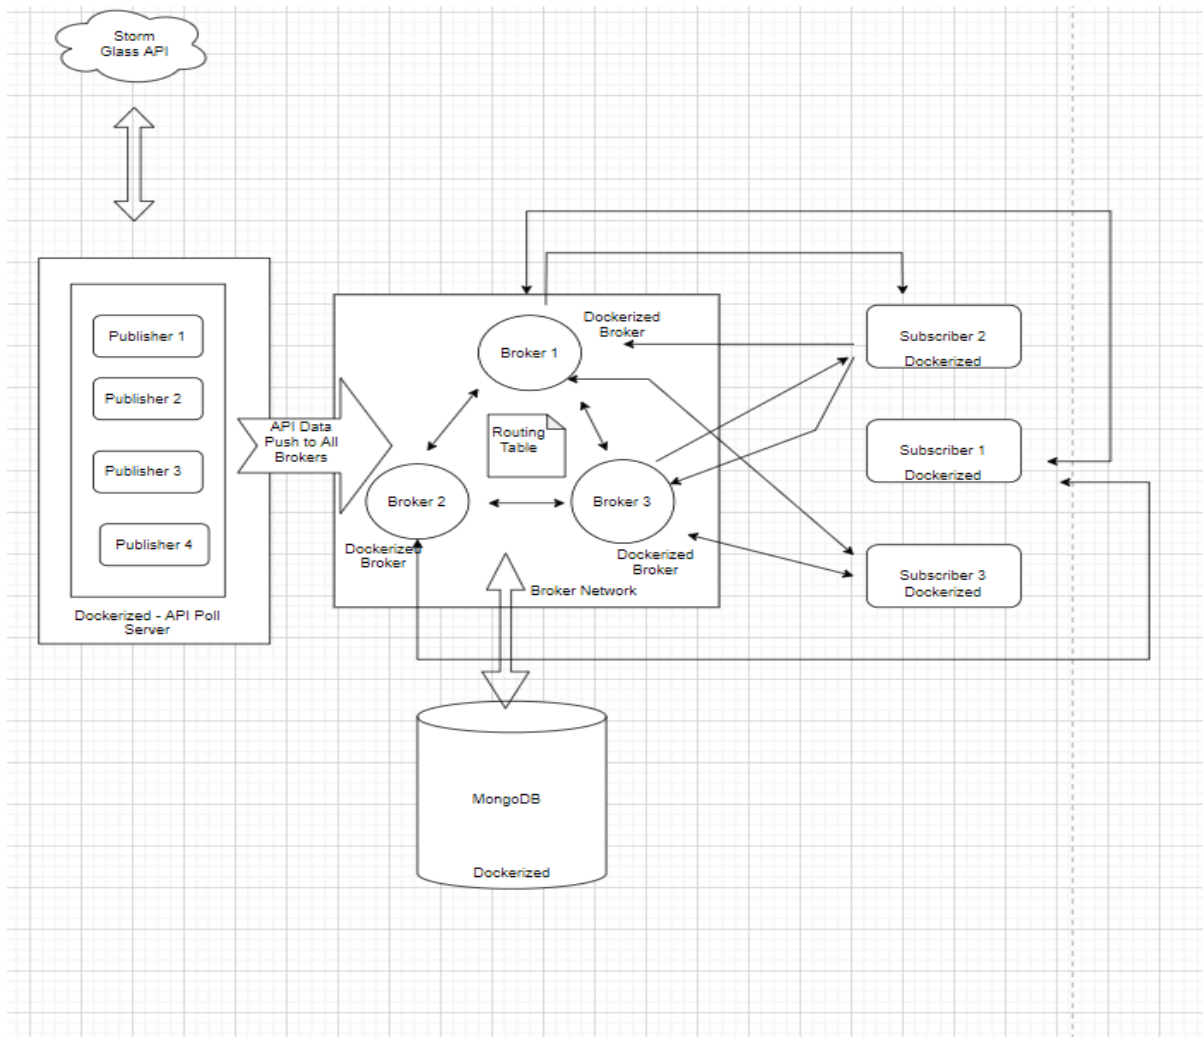 Storm
Glass API
Publisher 1
Publisher 2
Publisher 3
Publisher 4
Dockerized - API Poll
Server
API Data
Push to All
Brokers
Dockerized
Broker
Broker 1
Routing
Table
Broker 2
Broker 3
Dockerized
Broker
Dockerized
Broker
Broker Network
Subscriber 2
Dockerized
Subscriber 1
Dockerized
Subscriber 3
Dockerized
MongoDB
Dockerized